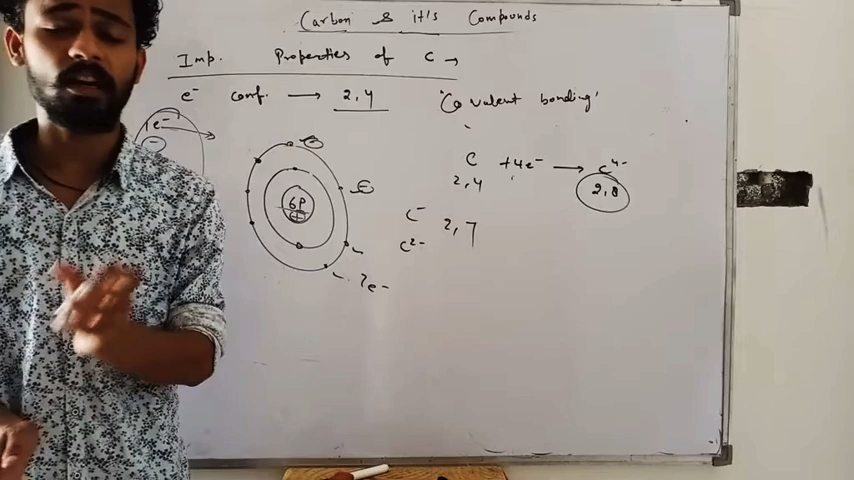 Carbon & it's Compounds
Imp. Properties of C →
e⁻ conf. → 2,4 'Covalent bonding'
1e⁻
C +4e⁻ → C⁴⁻
2,4 2,8
6P
+
C⁻ 2,7
C²⁻
7e⁻